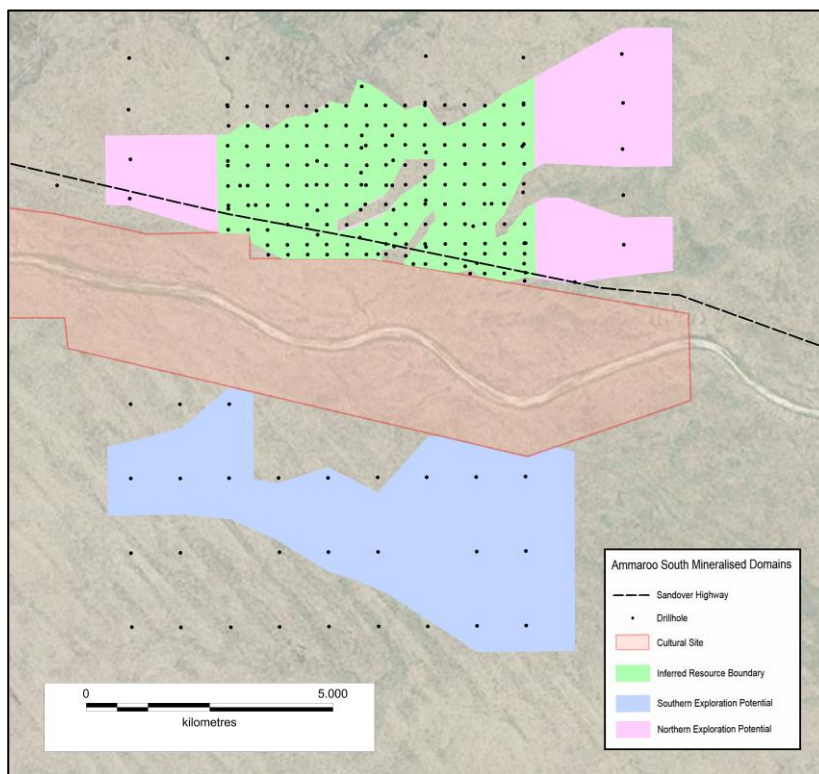 Ammaroo South Mineralised Domains
Sandover Highway
Drillhole
Cultural Site
Inferred Resource Boundary
Southern Exploration Potential
Northern Exploration Potential
0 5.000
kilometres